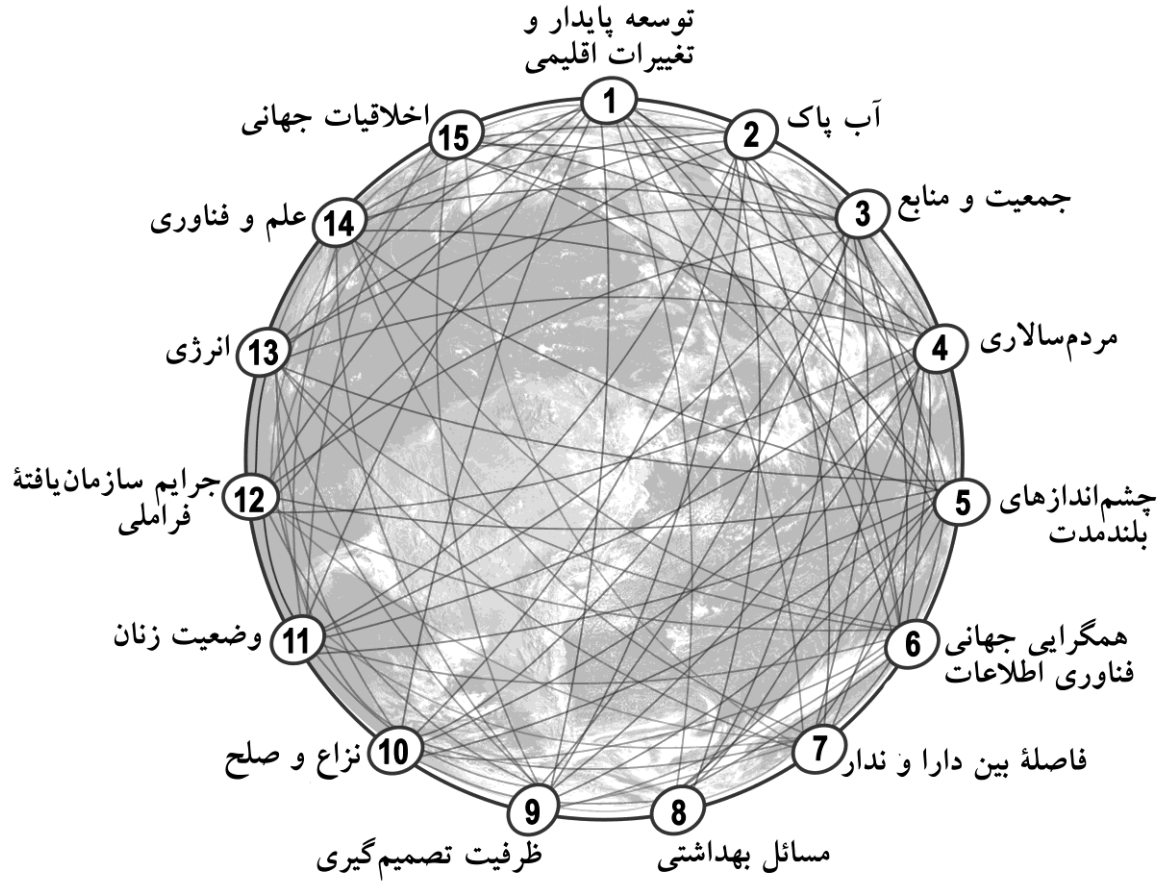 1
توسعه پایدار و
تغییرات اقلیمی
2
آب پاک
3
جمعیت و منابع
4
مردم‌سالاری
5
چشم‌اندازهای
بلندمدت
6
همگرایی جهانی
فناوری اطلاعات
7
فاصلهٔ بین دارا و ندار
8
مسائل بهداشتی
9
ظرفیت تصمیم‌گیری
10
نزاع و صلح
11
وضعیت زنان
12
جرایم سازمان‌یافتهٔ
فراملی
13
انرژی
14
علم و فناوری
15
اخلاقیات جهانی